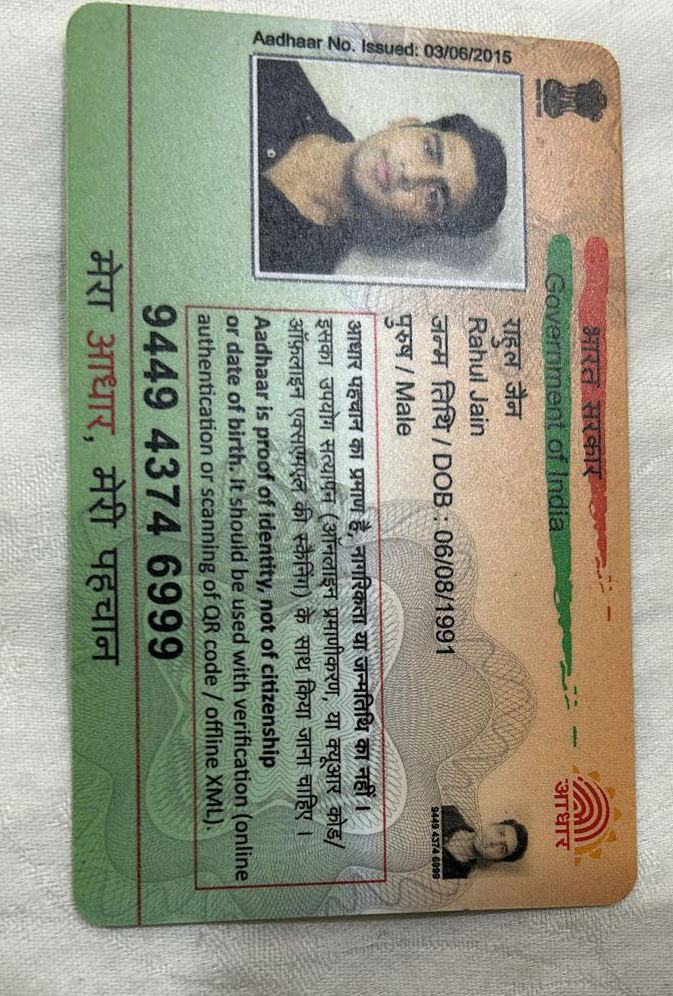 Aadhaar No. Issued: 03/06/2015
भारत सरकार
Government of India
राहुल जैन
Rahul Jain
जन्म तिथि / DOB : 06/08/1991
पुरुष / Male
आधार
9449 4374 6999
आधार पहचान का प्रमाण है, नागरिकता या जन्मतिथि का नहीं ।
इसका उपयोग सत्यापन (ऑनलाइन प्रमाणीकरण, या क्यूआर कोड/
ऑफलाइन एक्सएमएल की स्कैनिंग) के साथ किया जाना चाहिए ।
Aadhaar is proof of identity, not of citizenship
or date of birth. It should be used with verification (online
authentication or scanning of QR code / offline XML).
9449 4374 6999
मेरा आधार, मेरी पहचान